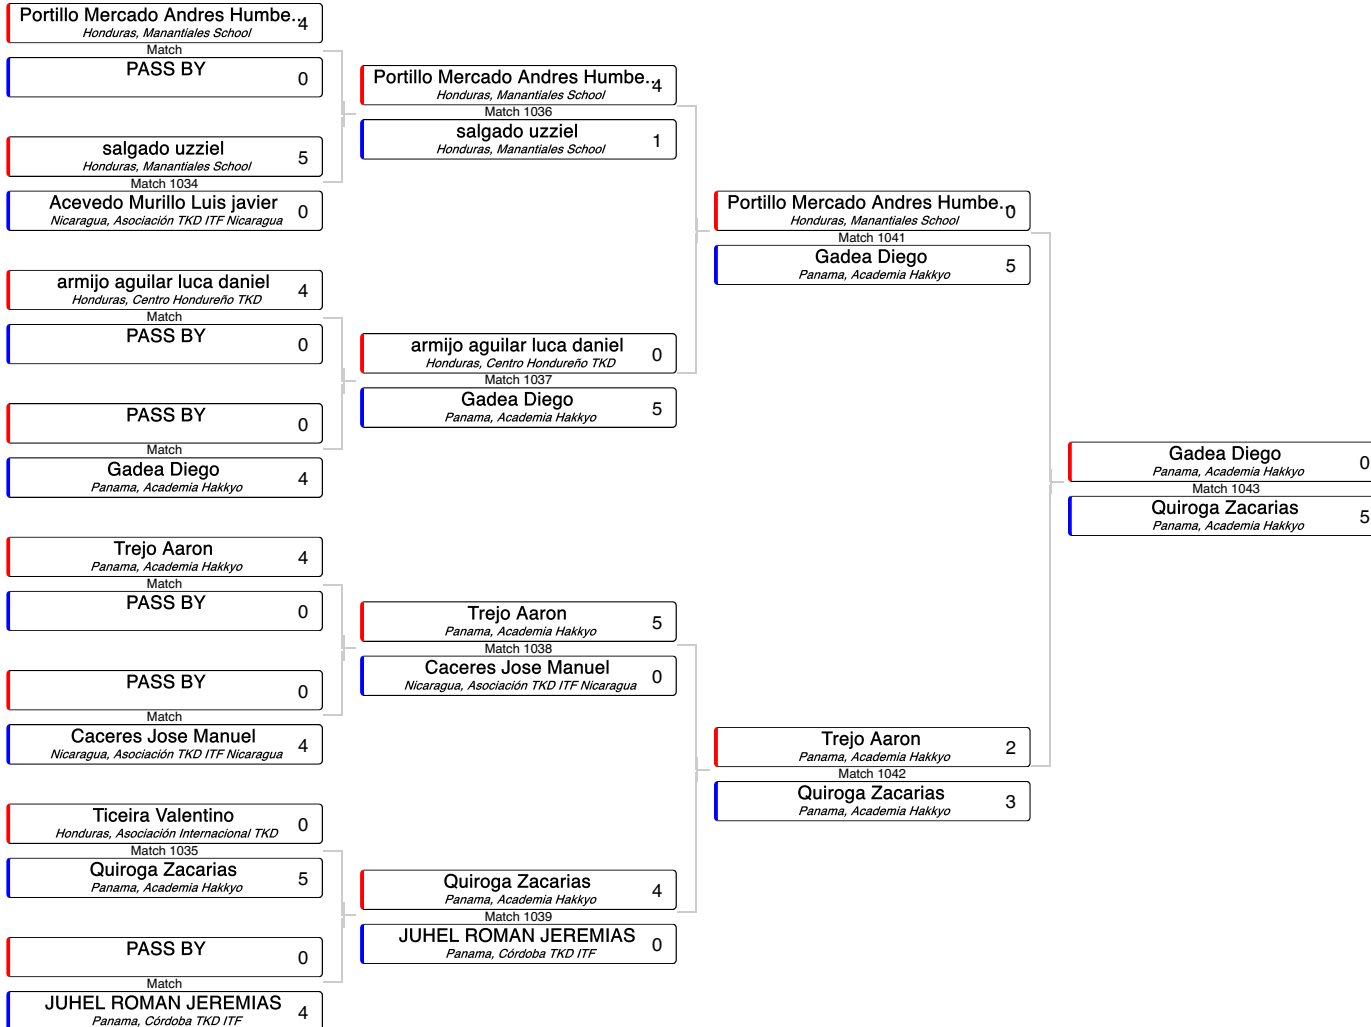 Portillo Mercado Andres Humbe... 4
Honduras, Manantiales School
Match
PASS BY 0
salgado uzziel 5
Honduras, Manantiales School
Match 1034
Acevedo Murillo Luis javier 0
Nicaragua, Asociación TKD ITF Nicaragua
armijo aguilar luca daniel 4
Honduras, Centro Hondureño TKD
Match
PASS BY 0
PASS BY 0
Match
Gadea Diego 4
Panama, Academia Hakkyo
Trejo Aaron 4
Panama, Academia Hakkyo
Match
PASS BY 0
PASS BY 0
Match
Caceres Jose Manuel 4
Nicaragua, Asociación TKD ITF Nicaragua
Ticeira Valentino 0
Honduras, Asociación Internacional TKD
Match 1035
Quiroga Zacarias 5
Panama, Academia Hakkyo
PASS BY 0
Match
JUHEL ROMAN JEREMIAS 4
Panama, Córdoba TKD ITF
Portillo Mercado Andres Humbe... 4
Honduras, Manantiales School
Match 1036
salgado uzziel 1
Honduras, Manantiales School
armijo aguilar luca daniel 0
Honduras, Centro Hondureño TKD
Match 1037
Gadea Diego 5
Panama, Academia Hakkyo
Trejo Aaron 5
Panama, Academia Hakkyo
Match 1038
Caceres Jose Manuel 0
Nicaragua, Asociación TKD ITF Nicaragua
Quiroga Zacarias 4
Panama, Academia Hakkyo
Match 1039
JUHEL ROMAN JEREMIAS 0
Panama, Córdoba TKD ITF
Portillo Mercado Andres Humbe... 0
Honduras, Manantiales School
Match 1041
Gadea Diego 5
Panama, Academia Hakkyo
Trejo Aaron 2
Panama, Academia Hakkyo
Match 1042
Quiroga Zacarias 3
Panama, Academia Hakkyo
Gadea Diego 0
Panama, Academia Hakkyo
Match 1043
Quiroga Zacarias 5
Panama, Academia Hakkyo